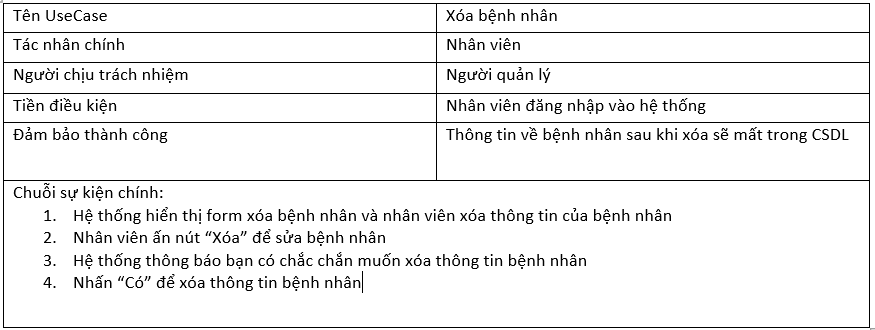 Tên UseCase Xóa bệnh nhân
Tác nhân chính Nhân viên
Người chịu trách nhiệm Người quản lý
Tiền điều kiện Nhân viên đăng nhập vào hệ thống
Đảm bảo thành công Thông tin về bệnh nhân sau khi xóa sẽ mất trong CSDL
Chuỗi sự kiện chính:
1. Hệ thống hiển thị form xóa bệnh nhân và nhân viên xóa thông tin của bệnh nhân
2. Nhân viên ấn nút “Xóa” để sửa bệnh nhân
3. Hệ thống thông báo bạn có chắc chắn muốn xóa thông tin bệnh nhân
4. Nhấn “Có” để xóa thông tin bệnh nhân